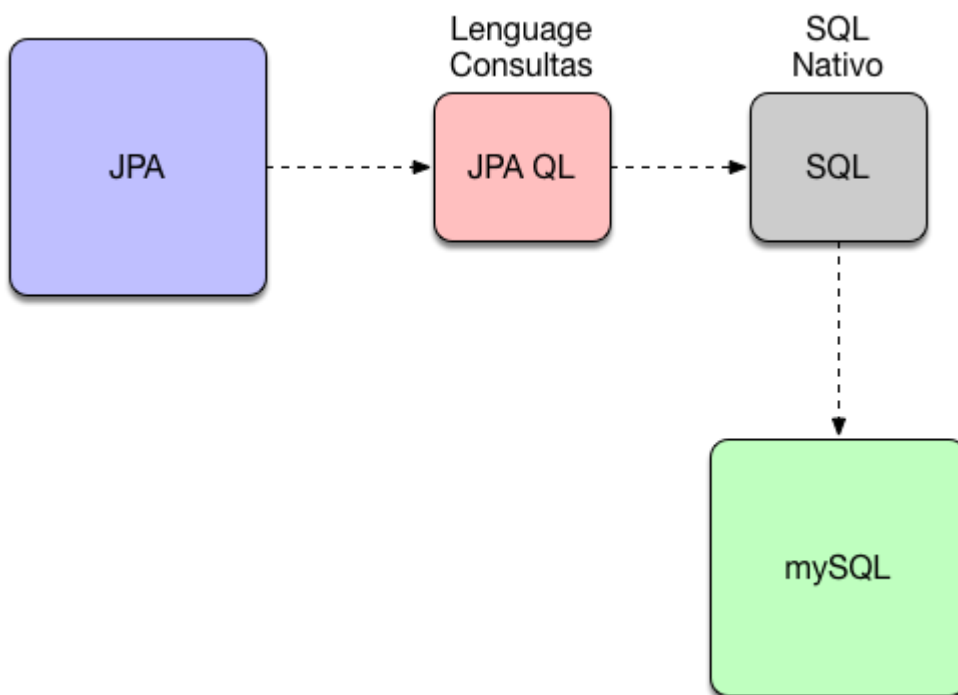 Lenguage
Consultas
SQL
Nativo
JPA
JPA QL
SQL
mySQL